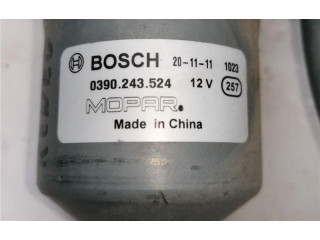 BOSCH 20-11-11 1023
0390.243.524 12 V 257
MOPAR.
Made in China